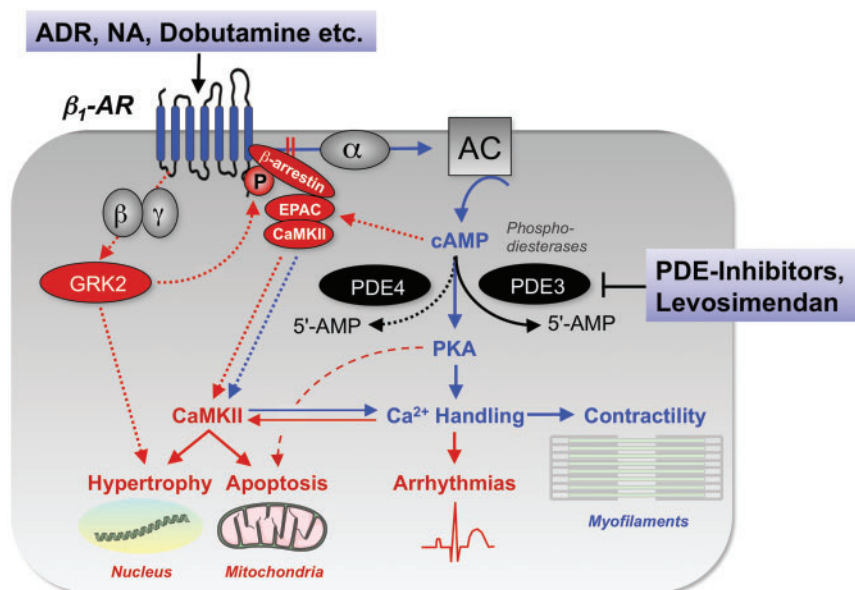 ADR, NA, Dobutamine etc.
β₁-AR
β-arrestin
α
AC
P
EPAC
CaMKII
β
γ
cAMP
Phospho-
diesterases
GRK2
PDE4
PDE3
PDE-Inhibitors,
Levosimendan
5'-AMP
5'-AMP
PKA
CaMKII
Ca²⁺ Handling
Contractility
Hypertrophy
Apoptosis
Arrhythmias
Myofilaments
Nucleus
Mitochondria